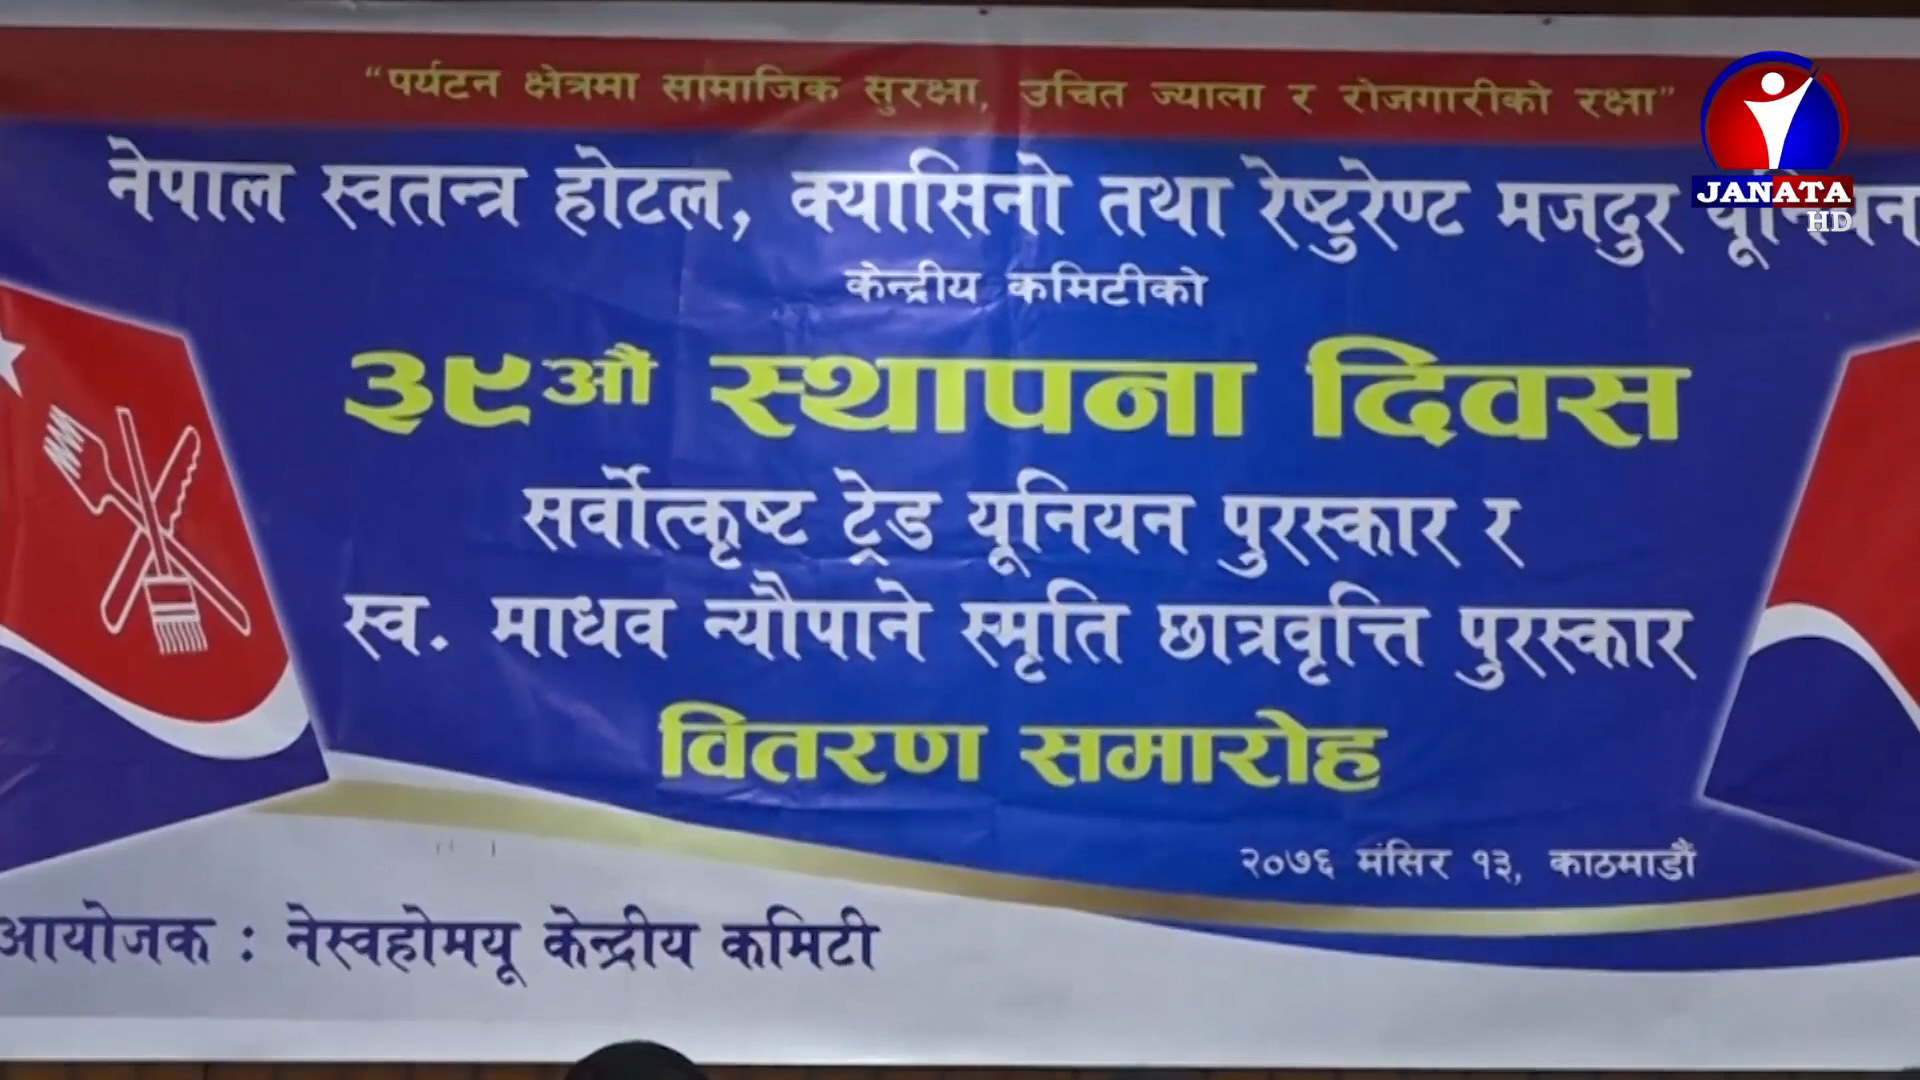 “पर्यटन क्षेत्रमा सामाजिक सुरक्षा, उचित ज्याला र रोजगारीको रक्षा”
JANATA
HD
नेपाल स्वतन्त्र होटल, क्यासिनो तथा रेष्टुरेण्ट मजदुर यूनियन
केन्द्रीय कमिटीको
३९औं स्थापना दिवस
सर्वोत्कृष्ट ट्रेड यूनियन पुरस्कार र
स्व. माधव न्यौपाने स्मृति छात्रवृत्ति पुरस्कार
वितरण समारोह
२०७६ मंसिर १३, काठमाडौं
आयोजक : नेस्वहोमयू केन्द्रीय कमिटी